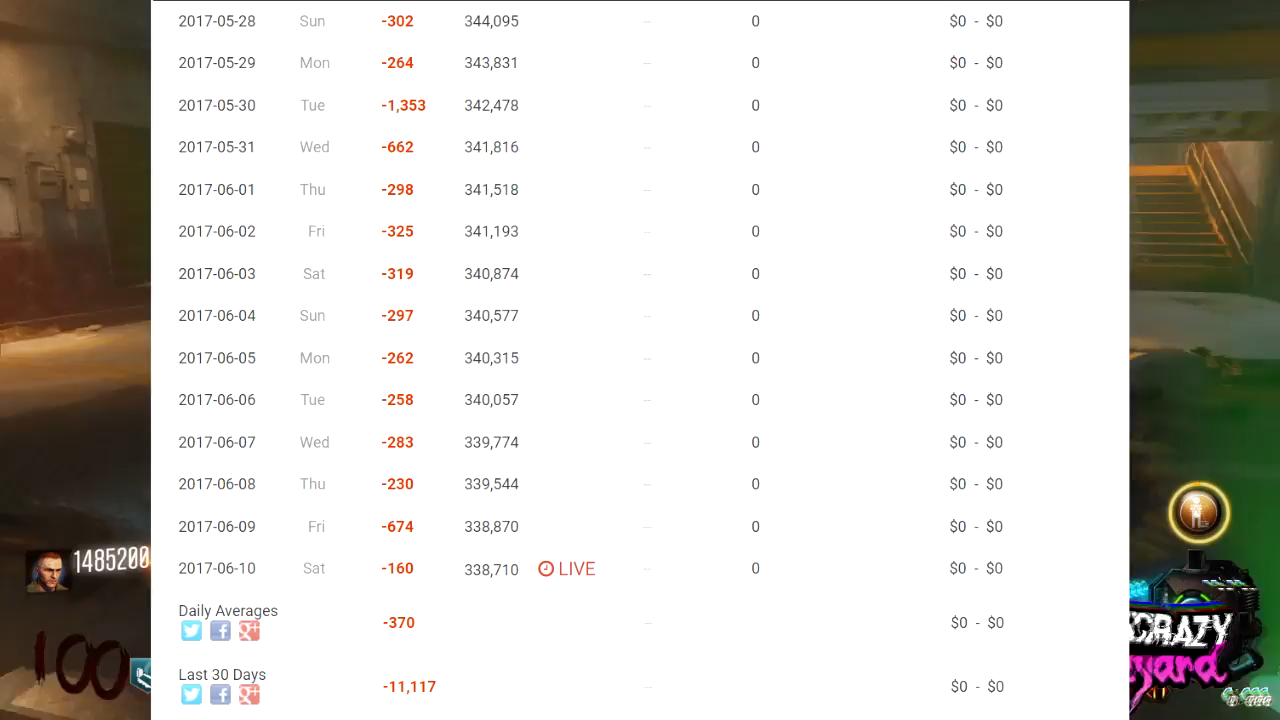 2017-05-28 Sun -302 344,095 -- 0 $0 - $0
2017-05-29 Mon -264 343,831 -- 0 $0 - $0
2017-05-30 Tue -1,353 342,478 -- 0 $0 - $0
2017-05-31 Wed -662 341,816 -- 0 $0 - $0
2017-06-01 Thu -298 341,518 -- 0 $0 - $0
2017-06-02 Fri -325 341,193 -- 0 $0 - $0
2017-06-03 Sat -319 340,874 -- 0 $0 - $0
2017-06-04 Sun -297 340,577 -- 0 $0 - $0
2017-06-05 Mon -262 340,315 -- 0 $0 - $0
2017-06-06 Tue -258 340,057 -- 0 $0 - $0
2017-06-07 Wed -283 339,774 -- 0 $0 - $0
2017-06-08 Thu -230 339,544 -- 0 $0 - $0
2017-06-09 Fri -674 338,870 -- 0 $0 - $0
1485200
2017-06-10 Sat -160 338,710 LIVE -- 0 $0 - $0
Daily Averages -370 -- $0 - $0
Last 30 Days -11,117 -- $0 - $0
100
CRAZY
yard